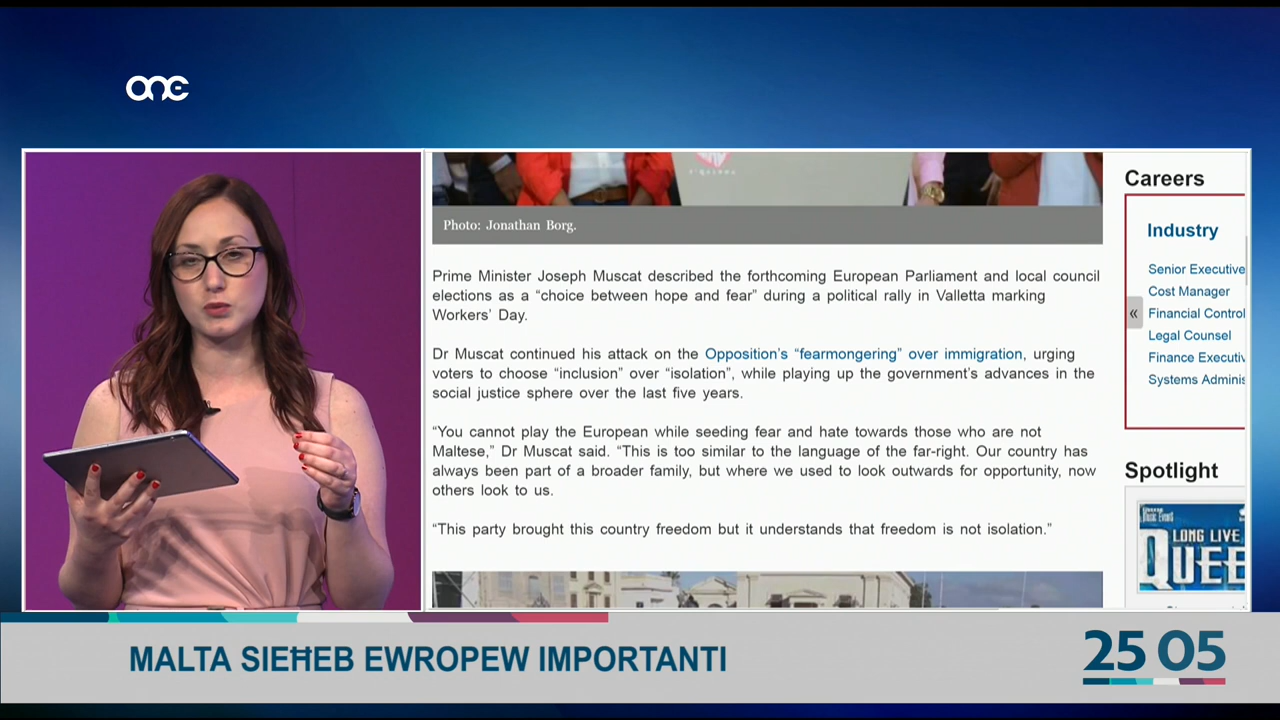 one
Photo: Jonathan Borg.
Prime Minister Joseph Muscat described the forthcoming European Parliament and local council
elections as a “choice between hope and fear” during a political rally in Valletta marking
Workers’ Day.
Dr Muscat continued his attack on the Opposition’s “fearmongering” over immigration, urging
voters to choose “inclusion” over “isolation”, while playing up the government’s advances in the
social justice sphere over the last five years.
“You cannot play the European while seeding fear and hate towards those who are not
Maltese,” Dr Muscat said. “This is too similar to the language of the far-right. Our country has
always been part of a broader family, but where we used to look outwards for opportunity, now
others look to us.
“This party brought this country freedom but it understands that freedom is not isolation.”
Careers
Industry
Senior Executive
Cost Manager
«
Financial Control
Legal Counsel
Finance Executiv
Systems Adminis
Spotlight
LONG LIVE
QUEE
MALTA SIEĦEB EWROPEW IMPORTANTI
25 05